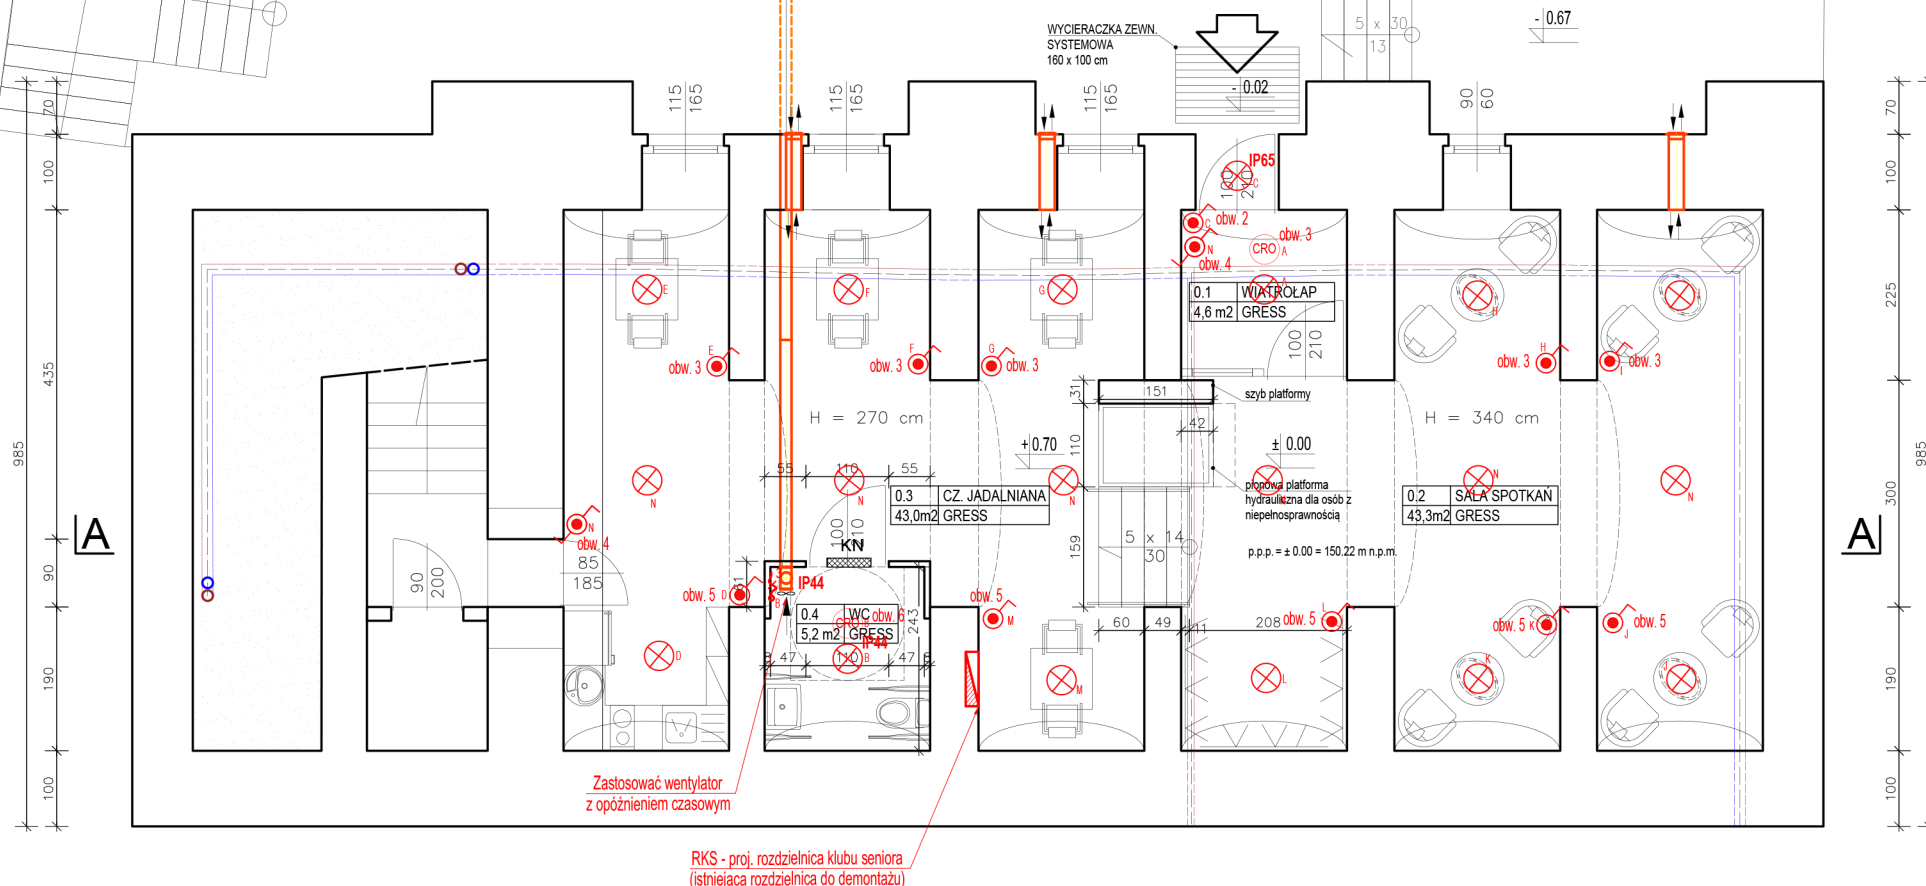 WYCIERACZKA ZEWN.
SYSTEMOWA
160 x 100 cm
5 x 30
13
- 0.67
- 0.02
115
165
115
165
115
165
90
60
70
100
435
90
190
100
985
70
100
225
300
190
100
985
IP65
C
100
210
C obw. 2
N
obw. 4
obw. 3
CRO A
A
0.1 WIATROŁAP
4,6 m2 GRESS
100
210
E
F
G
H
I
E
obw. 3
F
obw. 3
G
obw. 3
H
obw. 3
I
obw. 3
31
151
szyb platformy
H = 270 cm
H = 340 cm
42
110
+ 0.70
± 0.00
55 110 55
N
N
N
N
N
0.3 CZ. JADALNIANA
43,0m2 GRESS
pionowa platforma
hydrauliczna dla osób z
niepełnosprawnością
0.2 SALA SPOTKAŃ
43,3m2 GRESS
A
A
N
obw. 4
85
185
90
200
100
210
KN
5 x 14
30
159
p.p.p. = ± 0.00 = 150.22 m n.p.m.
obw. 5 D
61
IP44
B
0.4 WC obw. 6
5,2 m2 GRESS
CRO B
IP44
243
47 110 47
B
D
obw. 5
M
M
60 49 11 208
obw. 5
L
L
obw. 5 K
K
obw. 5
J
J
Zastosować wentylator
z opóźnieniem czasowym
RKS - proj. rozdzielnica klubu seniora
(istniejąca rozdzielnica do demontażu)